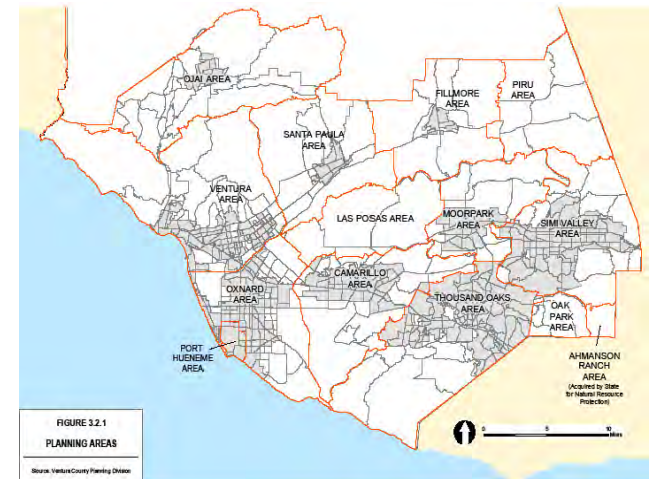 OJAI AREA
FILLMORE
AREA
PIRU
AREA
SANTA PAULA
AREA
VENTURA
AREA
LAS POSAS AREA
MOORPARK
AREA
SIMI VALLEY
AREA
CAMARILLO
AREA
OXNARD
AREA
THOUSAND OAKS
AREA
OAK
PARK
AREA
PORT
HUENEME
AREA
AHMANSON
RANCH
AREA
(Acquired by State
for Natural Resource
Protection)
FIGURE 3.2.1
PLANNING AREAS
Source: Ventura County Planning Division
0 5 10
Miles